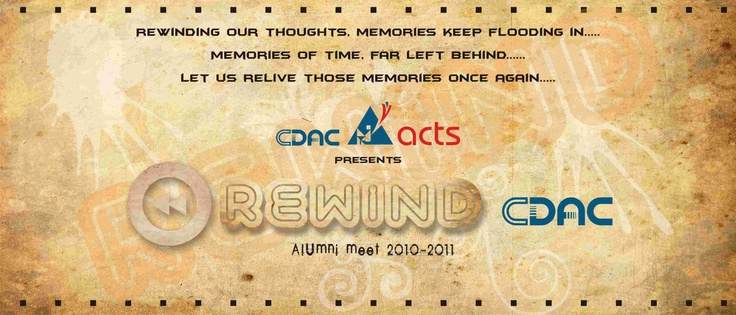 REWINDING OUR THOUGHTS, MEMORIES KEEP FLOODING IN.....
MEMORIES OF TIME, FAR LEFT BEHIND......
LET US RELIVE THOSE MEMORIES ONCE AGAIN.....
CDAC acts
PRESENTS
REWIND
CDAC
Alumni meet 2010-2011